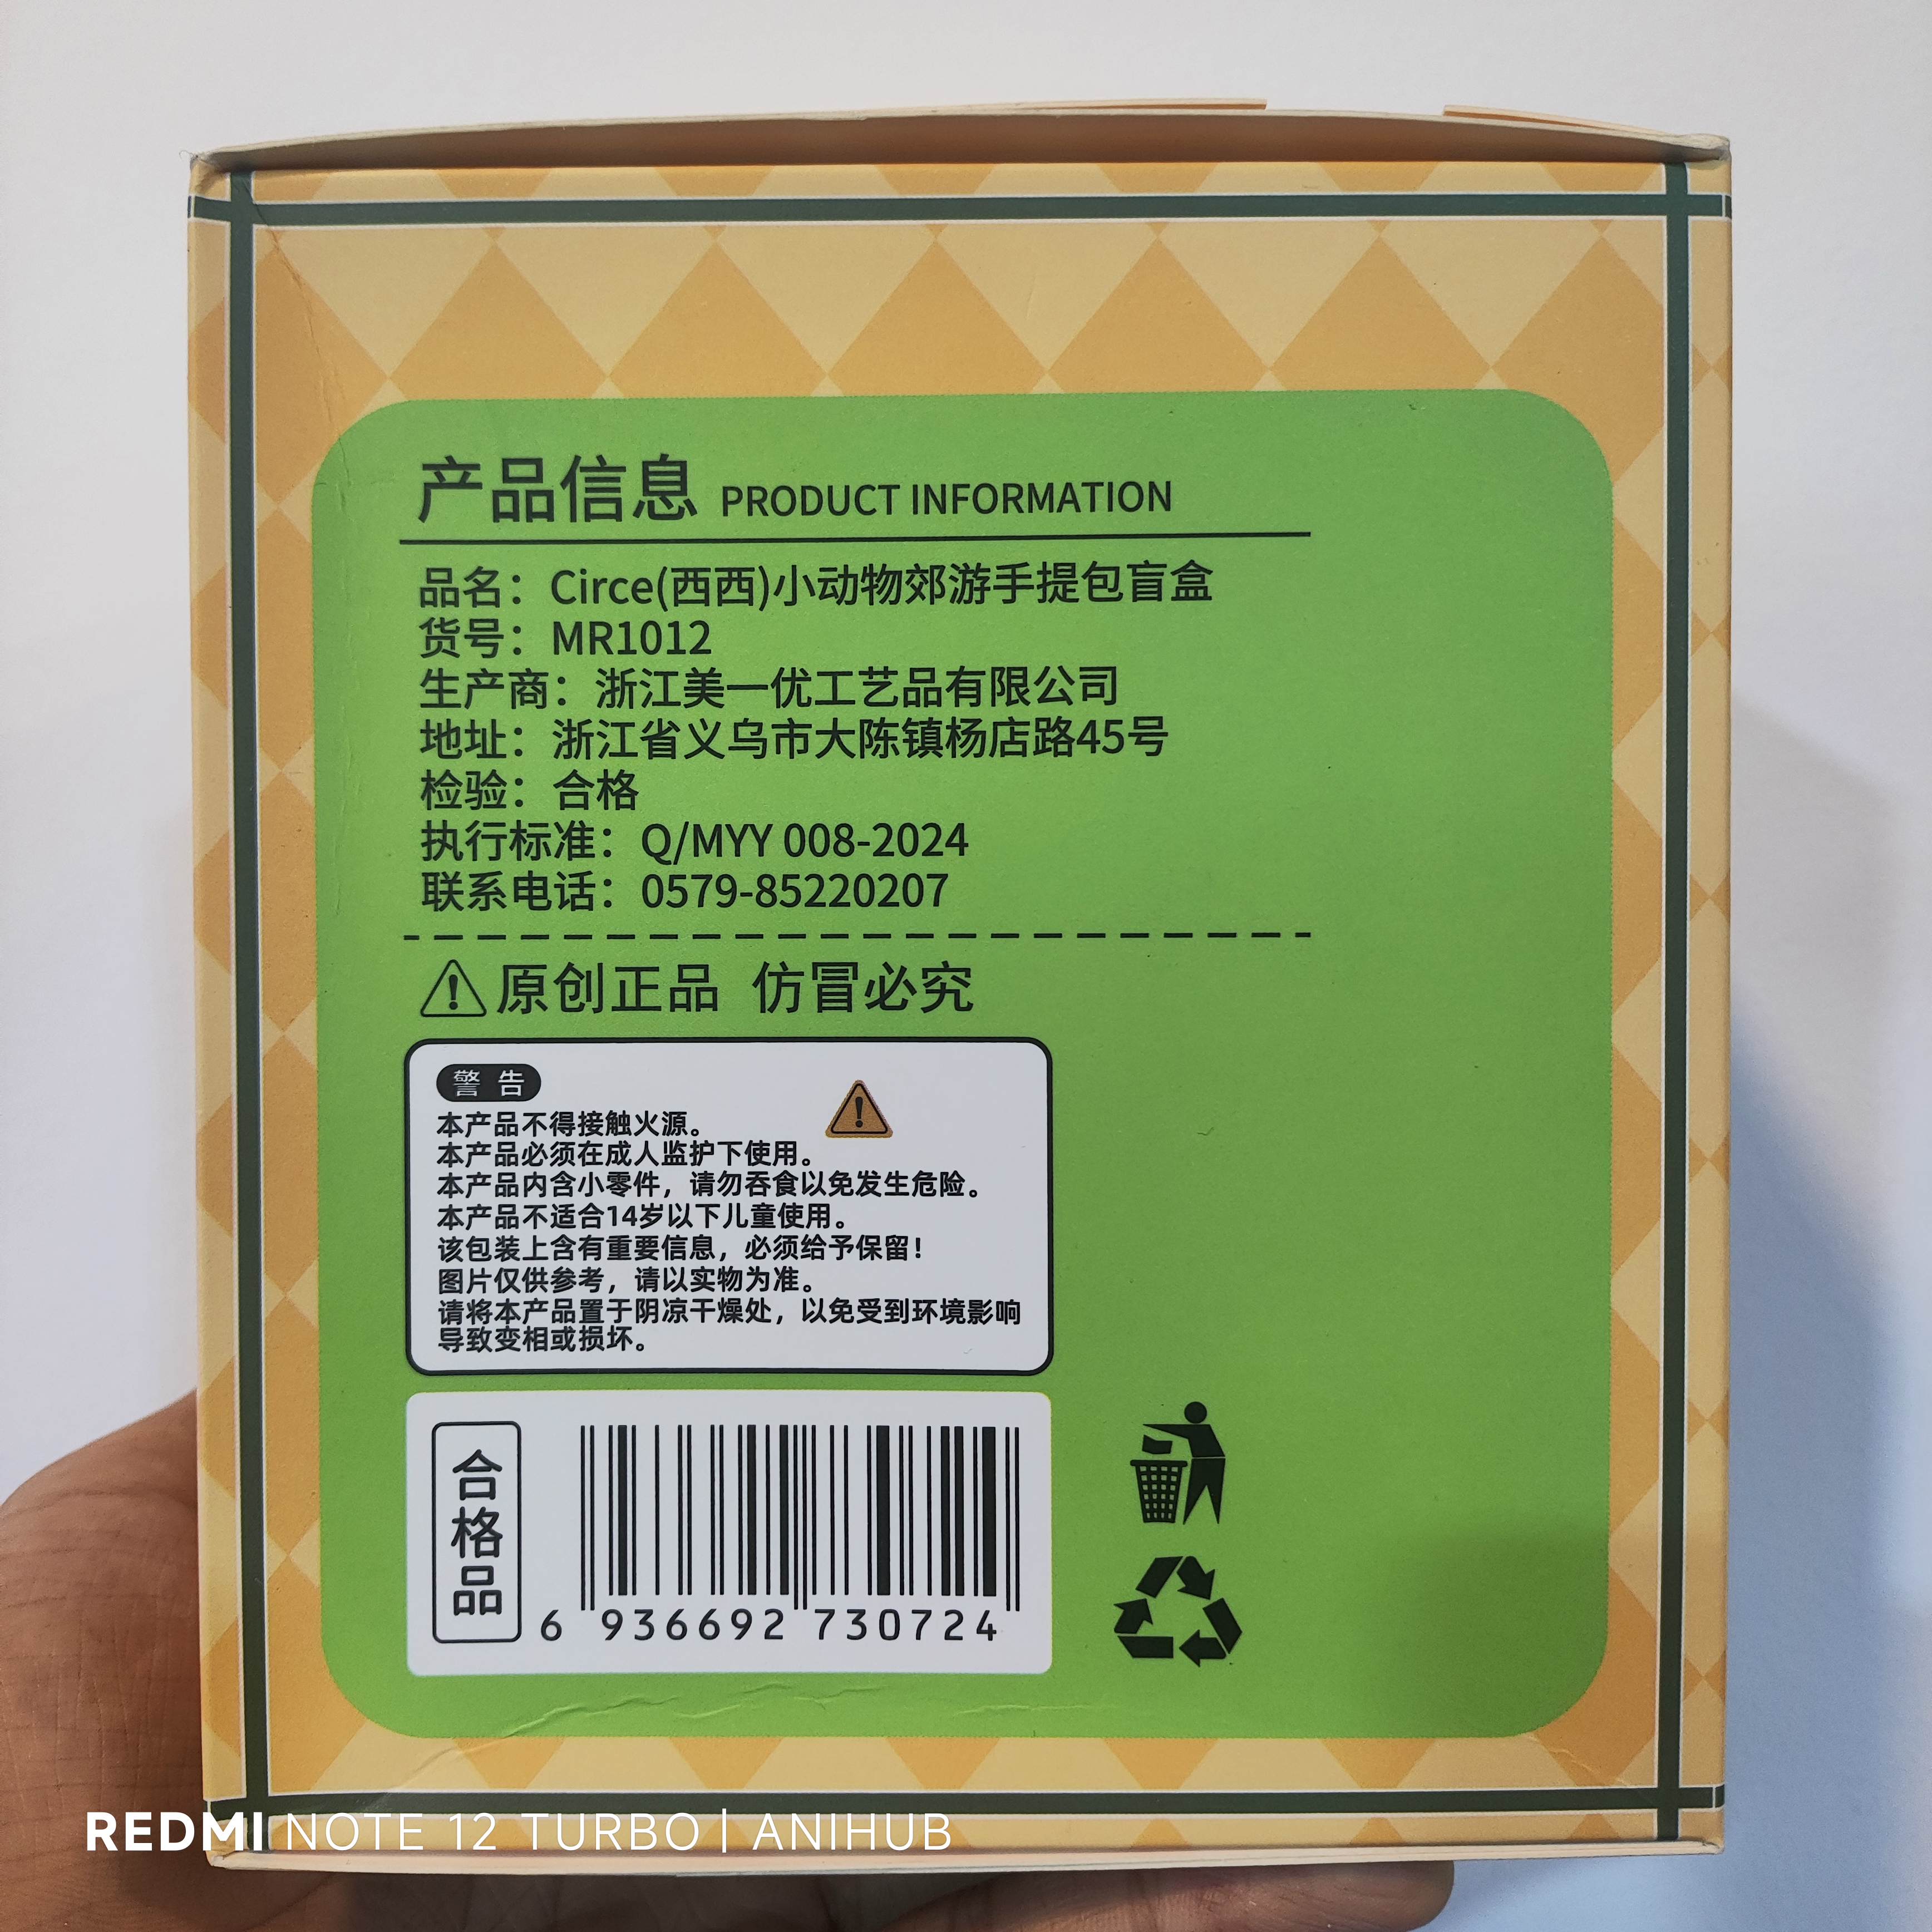 产品信息 PRODUCT INFORMATION
品名：Circe(西西)小动物郊游手提包盲盒
货号：MR1012
生产商：浙江美一优工艺品有限公司
地址：浙江省义乌市大陈镇杨店路45号
检验：合格
执行标准：Q/MYY 008-2024
联系电话：0579-85220207
原创正品 仿冒必究
警告
本产品不得接触火源。
本产品必须在成人监护下使用。
本产品内含小零件，请勿吞食以免发生危险。
本产品不适合14岁以下儿童使用。
该包装上含有重要信息，必须给予保留！
图片仅供参考，请以实物为准。
请将本产品置于阴凉干燥处，以免受到环境影响
导致变相或损坏。
合格品
6 936692 730724
REDMI NOTE 12 TURBO | ANIHUB